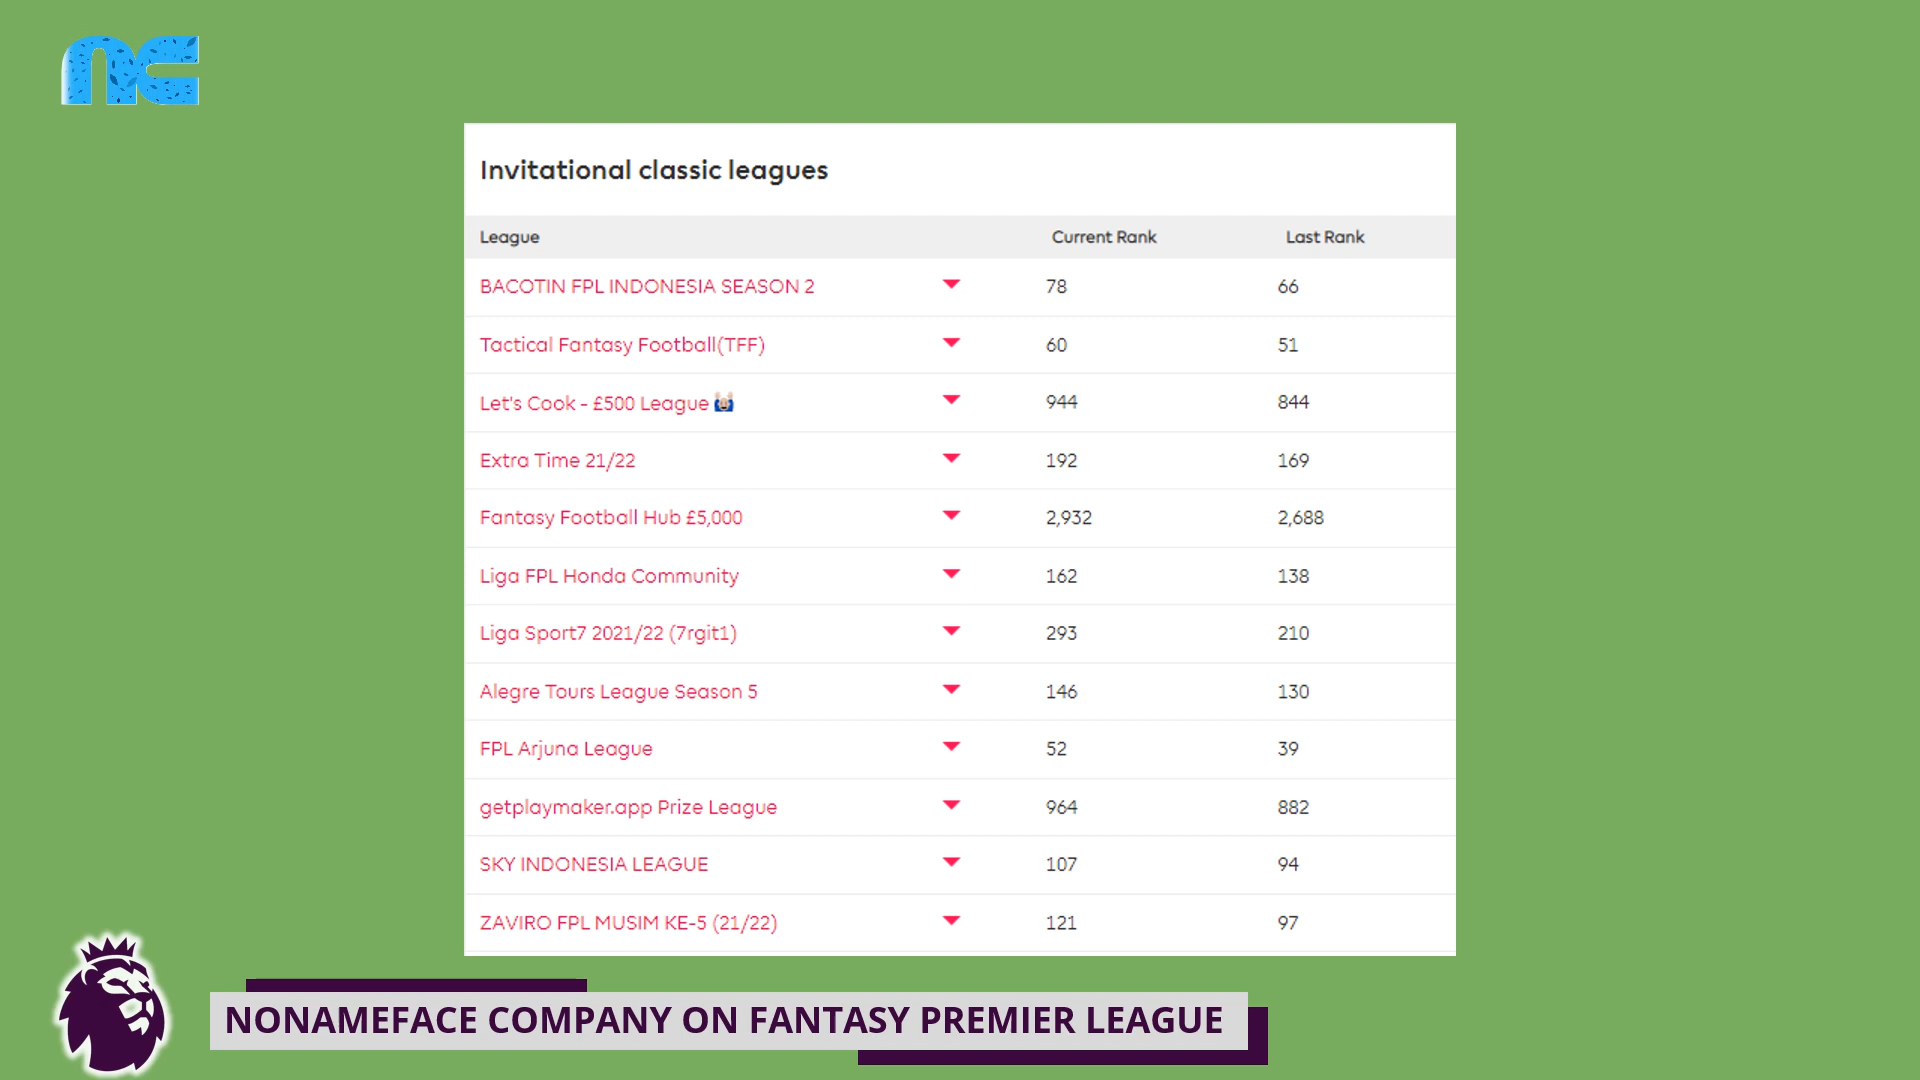 nc
Invitational classic leagues
League Current Rank Last Rank
BACOTIN FPL INDONESIA SEASON 2 78 66
Tactical Fantasy Football(TFF) 60 51
Let's Cook - £500 League 944 844
Extra Time 21/22 192 169
Fantasy Football Hub £5,000 2,932 2,688
Liga FPL Honda Community 162 138
Liga Sport7 2021/22 (7rgit1) 293 210
Alegre Tours League Season 5 146 130
FPL Arjuna League 52 39
getplaymaker.app Prize League 964 882
SKY INDONESIA LEAGUE 107 94
ZAVIRO FPL MUSIM KE-5 (21/22) 121 97
NONAMEFACE COMPANY ON FANTASY PREMIER LEAGUE